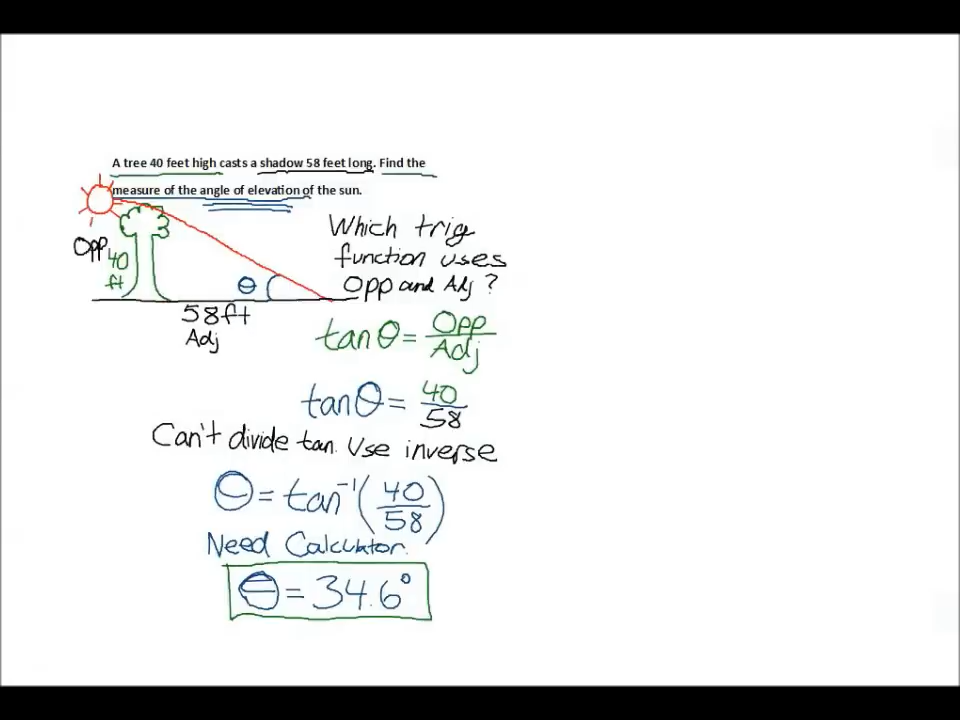 A tree 40 feet high casts a shadow 58 feet long. Find the
measure of the angle of elevation of the sun.
Which trig
function uses
Opp and Adj ?
Opp
40
ft
θ
58ft
Adj
tanθ = Opp/Adj
tanθ = 40/58
Can't divide tan. Use inverse
θ = tan⁻¹(40/58)
Need Calculator.
θ = 34.6°